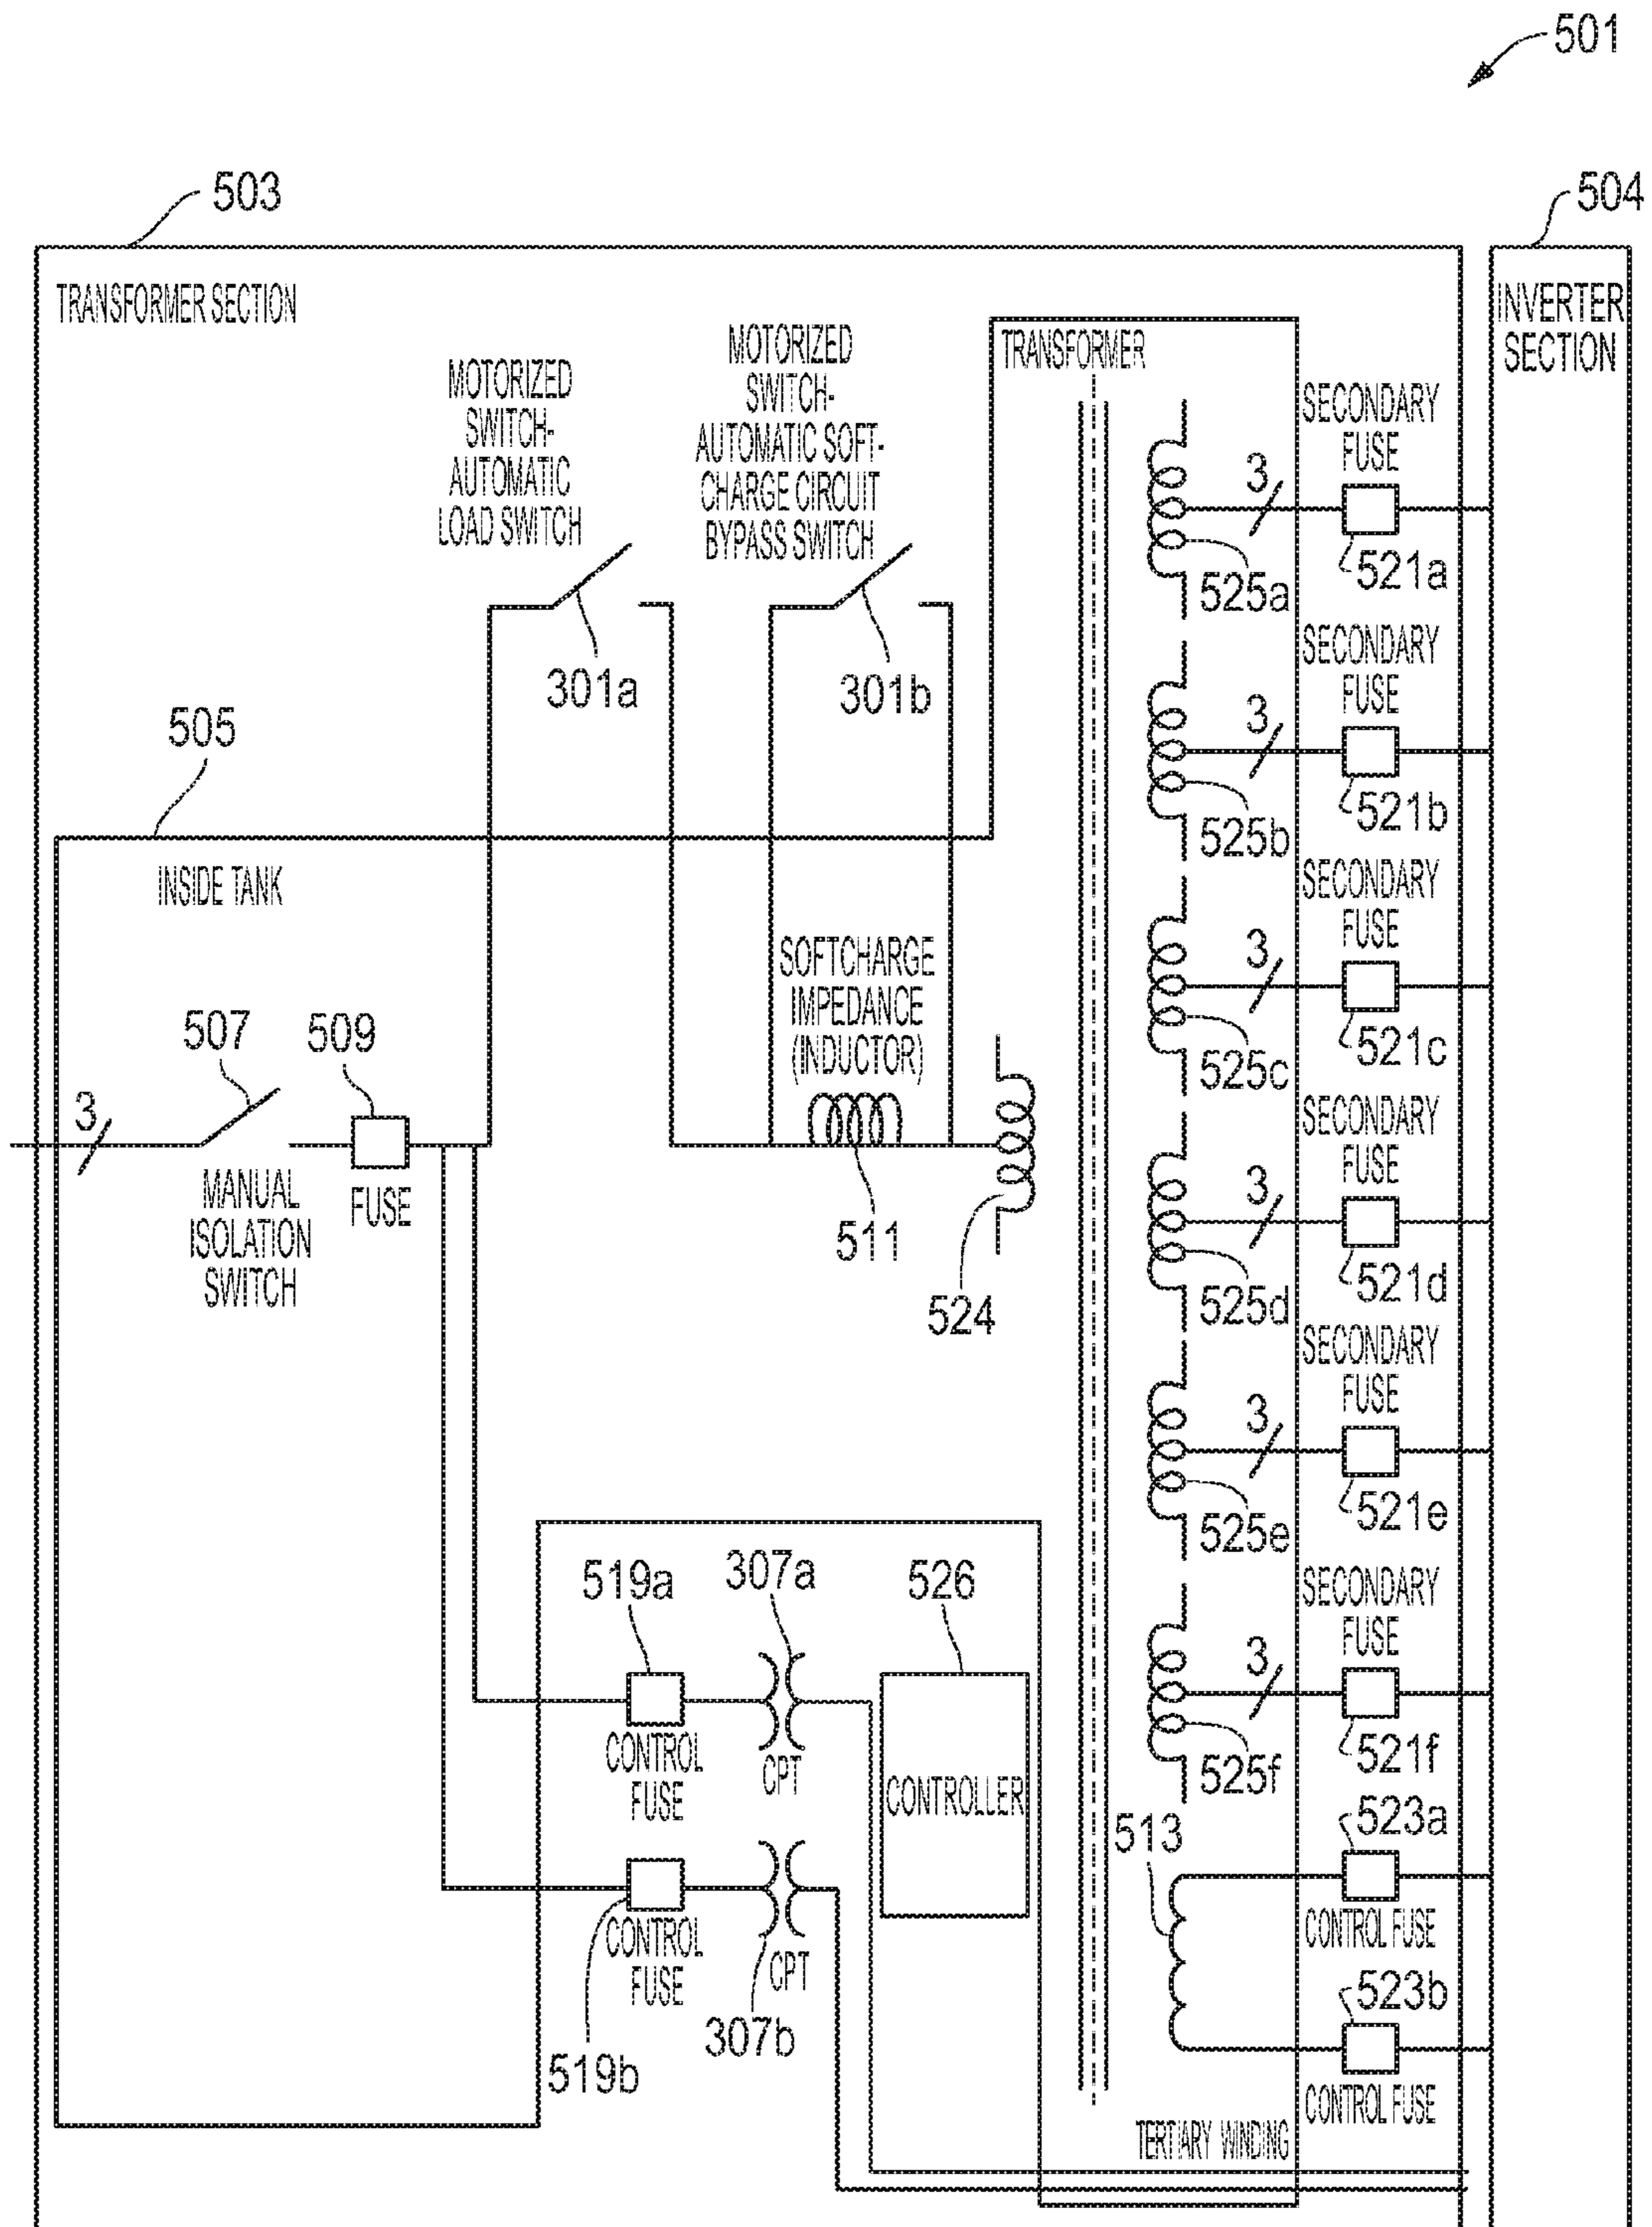 501
503
504
TRANSFORMER SECTION
INVERTER
SECTION
MOTORIZED
SWITCH-
AUTOMATIC
LOAD SWITCH
MOTORIZED
SWITCH-
AUTOMATIC SOFT-
CHARGE CIRCUIT
BYPASS SWITCH
TRANSFORMER
SECONDARY
FUSE
3
525a
521a
301a
301b
SECONDARY
FUSE
3
525b
521b
505
INSIDE TANK
SECONDARY
FUSE
3
525c
521c
SOFTCHARGE
IMPEDANCE
(INDUCTOR)
507
509
3
MANUAL
ISOLATION
SWITCH
FUSE
511
524
SECONDARY
FUSE
3
525d
521d
SECONDARY
FUSE
3
525e
521e
519a
307a
526
SECONDARY
FUSE
3
525f
521f
CONTROL
FUSE
CPT
CONTROLLER
513
523a
CONTROL FUSE
CONTROL
FUSE
CPT
519b
307b
523b
CONTROL FUSE
TERTIARY WINDING